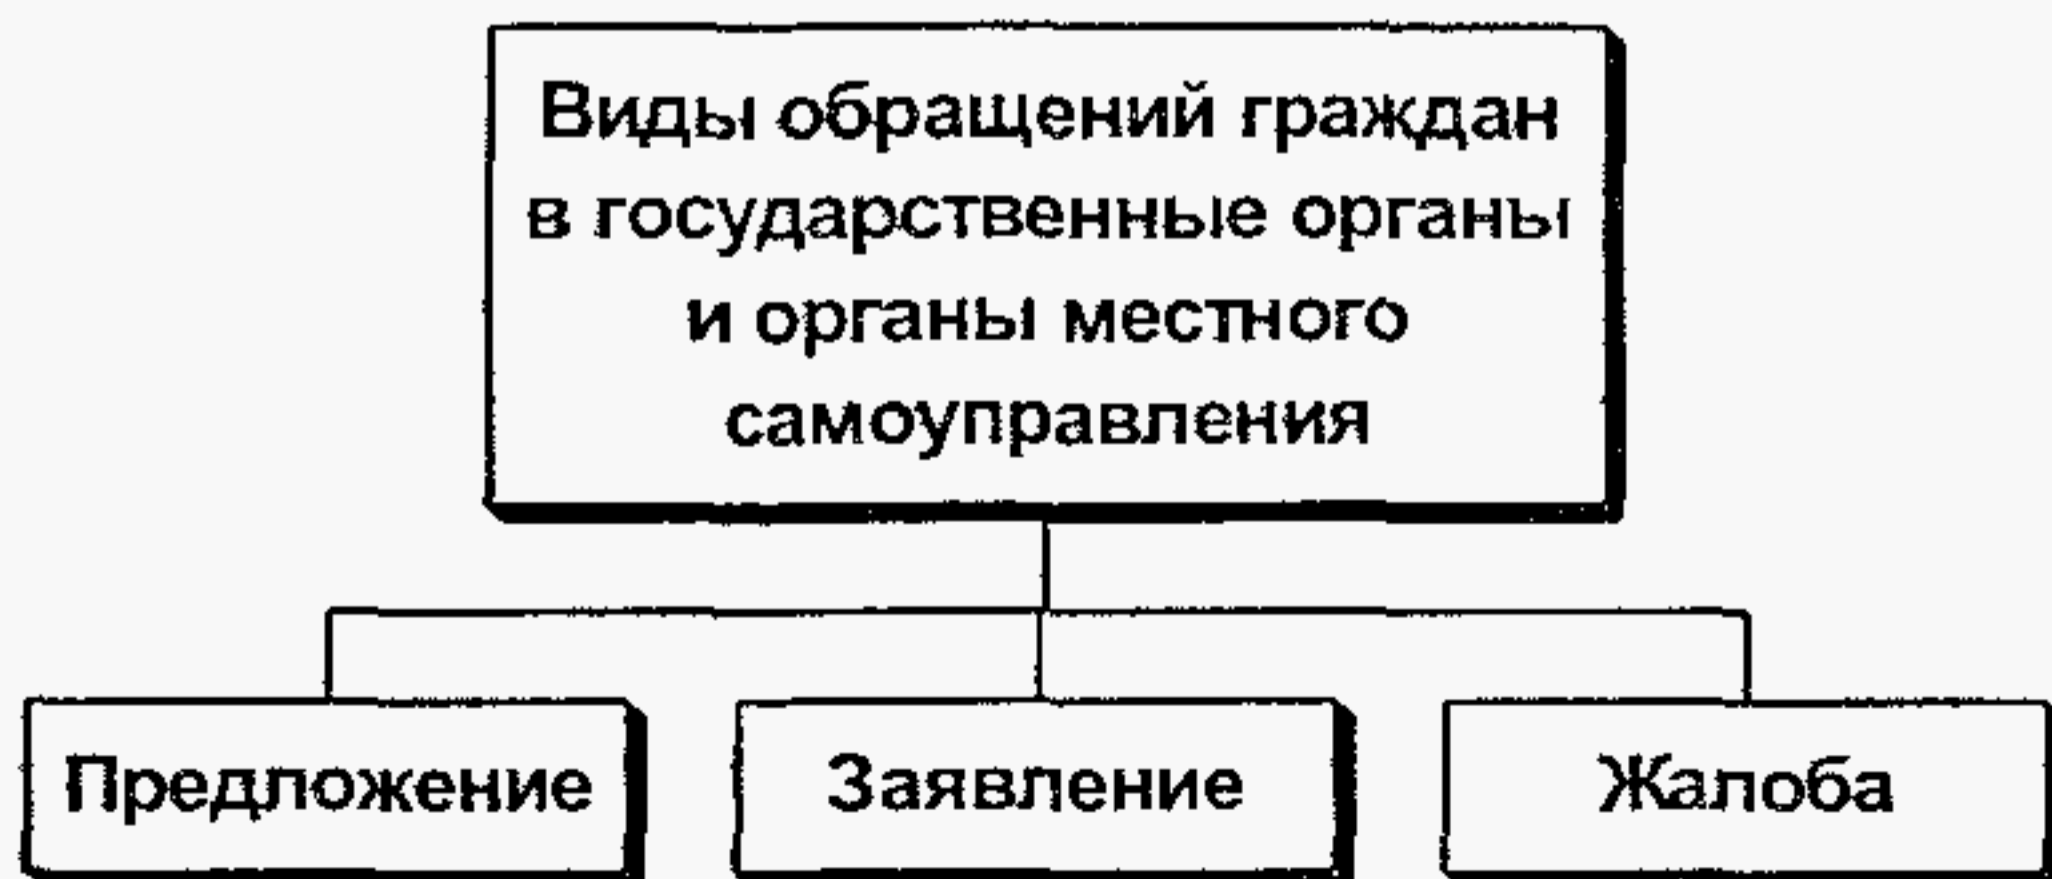 Виды обращений граждан
в государственные органы
и органы местного
самоуправления
Предложение
Заявление
Жалоба